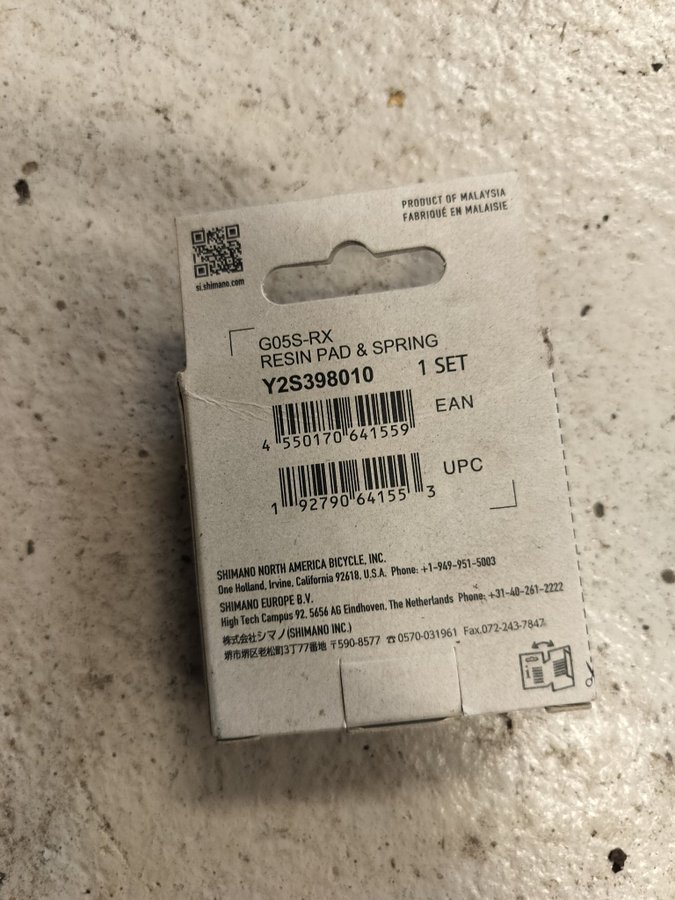 PRODUCT OF MALAYSIA
FABRIQUÉ EN MALAISIE
si.shimano.com
G05S-RX
RESIN PAD & SPRING
Y2S398010 1 SET
EAN
4 550170 641559
UPC
1 92790 64155 3
SHIMANO NORTH AMERICA BICYCLE, INC.
One Holland, Irvine, California 92618, U.S.A. Phone: +1-949-951-5003
SHIMANO EUROPE B.V.
High Tech Campus 92, 5656 AG Eindhoven, The Netherlands Phone: +31-40-261-2222
株式会社シマノ(SHIMANO INC.)
堺市堺区老松町3丁77番地 〒590-8577 ☎0570-031961 Fax.072-243-7847